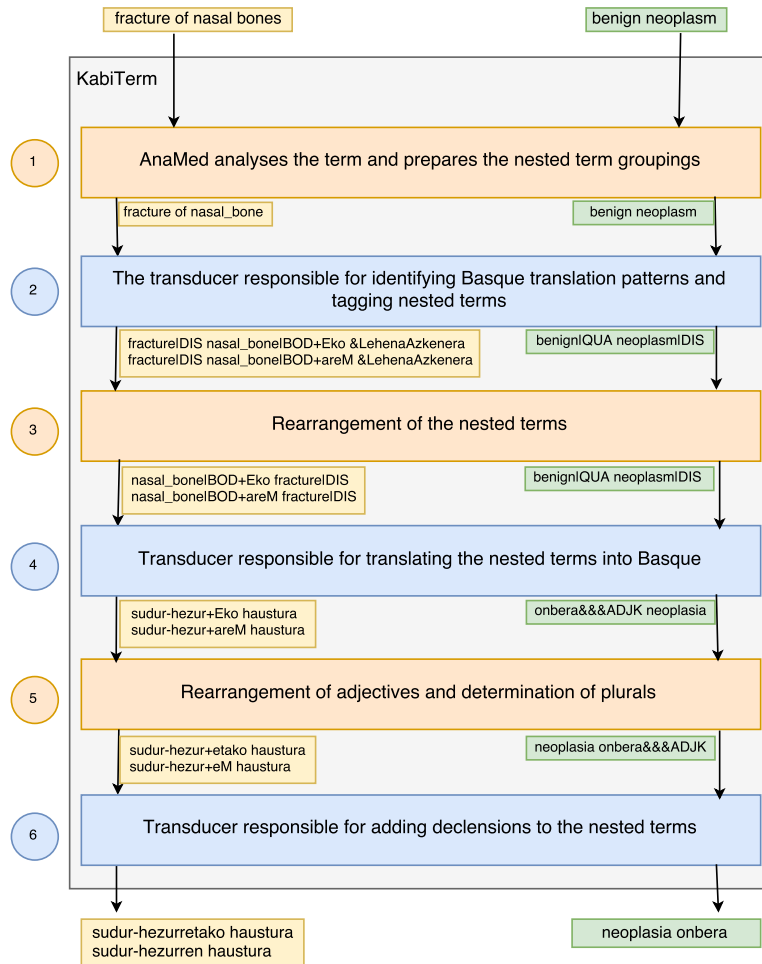 fracture of nasal bones
benign neoplasm
KabiTerm
1
AnaMed analyses the term and prepares the nested term groupings
fracture of nasal_bone
benign neoplasm
2
The transducer responsible for identifying Basque translation patterns and
tagging nested terms
fracture|DIS nasal_bone|BOD+Eko &LehenaAzkenera
fracture|DIS nasal_bone|BOD+areM &LehenaAzkenera
benign|QUA neoplasm|DIS
3
Rearrangement of the nested terms
nasal_bone|BOD+Eko fracture|DIS
nasal_bone|BOD+areM fracture|DIS
benign|QUA neoplasm|DIS
4
Transducer responsible for translating the nested terms into Basque
sudur-hezur+Eko haustura
sudur-hezur+areM haustura
onbera&&&ADJK neoplasia
5
Rearrangement of adjectives and determination of plurals
sudur-hezur+etako haustura
sudur-hezur+eM haustura
neoplasia onbera&&&ADJK
6
Transducer responsible for adding declensions to the nested terms
sudur-hezurretako haustura
sudur-hezurren haustura
neoplasia onbera